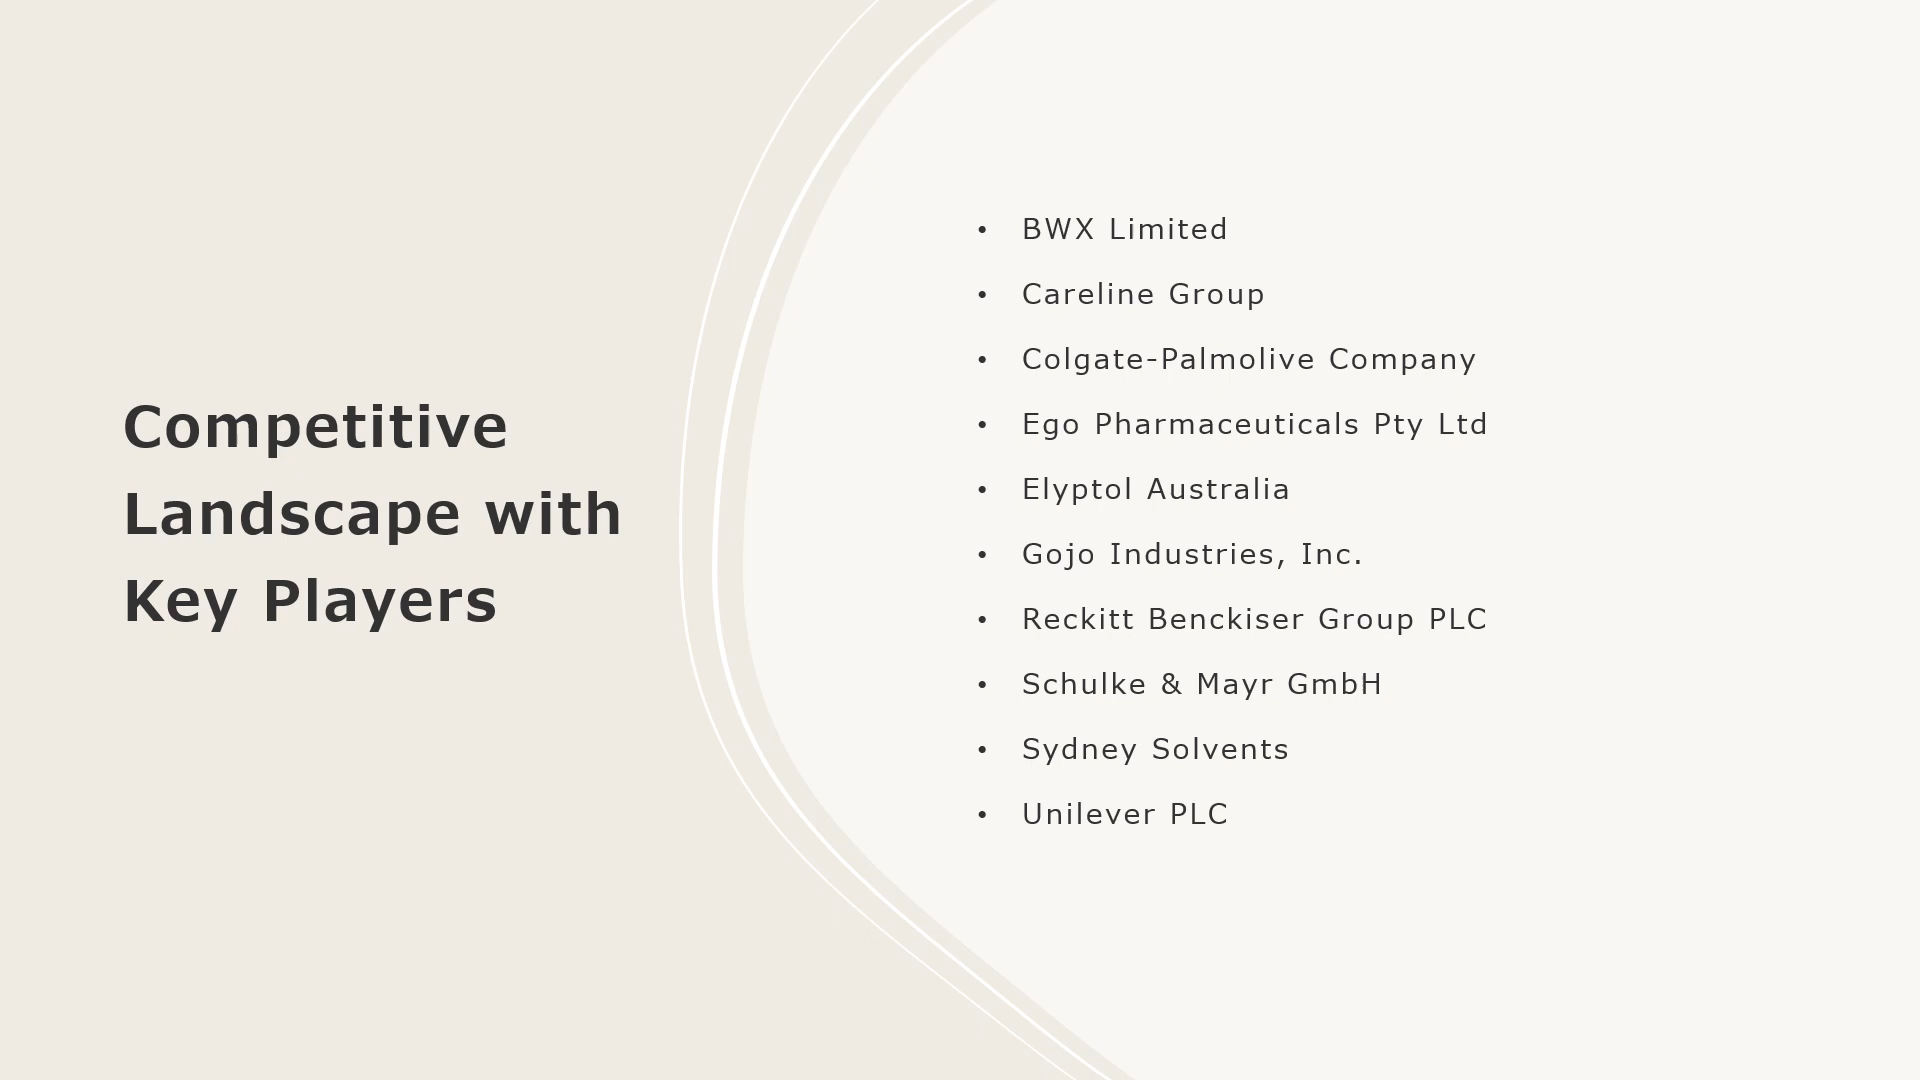 Competitive
Landscape with
Key Players
• BWX Limited
• Careline Group
• Colgate-Palmolive Company
• Ego Pharmaceuticals Pty Ltd
• Elyptol Australia
• Gojo Industries, Inc.
• Reckitt Benckiser Group PLC
• Schulke & Mayr GmbH
• Sydney Solvents
• Unilever PLC